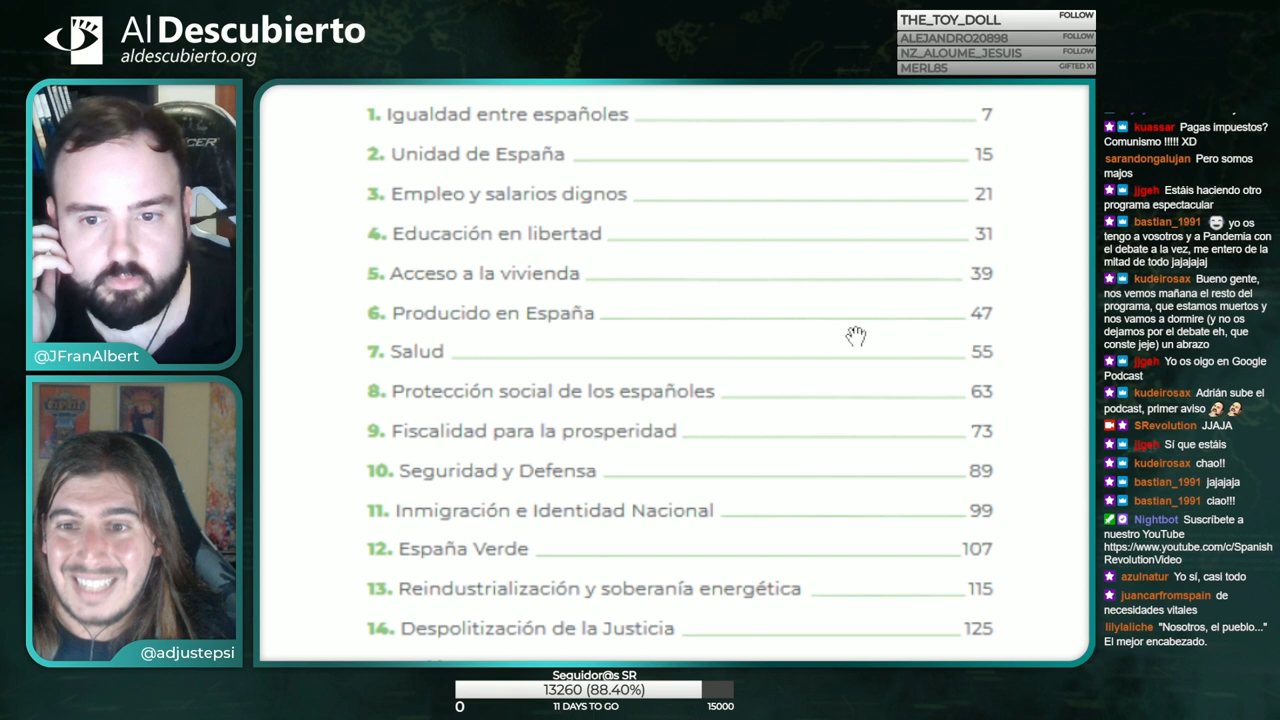 Al Descubierto
aldescubierto.org
THE_TOY_DOLL FOLLOW
ALEJANDRO20898 FOLLOW
NZ_ALOUME_JESUIS FOLLOW
MERL85 GIFTED X1
@JFranAlbert
@adjustepsi
1. Igualdad entre españoles 7
2. Unidad de España 15
3. Empleo y salarios dignos 21
4. Educación en libertad 31
5. Acceso a la vivienda 39
6. Producido en España 47
7. Salud 55
8. Protección social de los españoles 63
9. Fiscalidad para la prosperidad 73
10. Seguridad y Defensa 89
11. Inmigración e Identidad Nacional 99
12. España Verde 107
13. Reindustrialización y soberanía energética 115
14. Despolitización de la Justicia 125
kuassar Pagas impuestos?
Comunismo !!!!! XD
sarandongalujan Pero somos
majos
jjgeh Estáis haciendo otro
programa espectacular
bastian_1991 yo os
tengo a vosotros y a Pandemia con
el debate a la vez, me entero de la
mitad de todo jajajajaj
kudeirosax Bueno gente,
nos vemos mañana el resto del
programa, que estamos muertos y
nos vamos a dormire (y no os
dejamos por el debate eh, que
conste jeje) un abrazo
jjgeh Yo os oigo en Google
Podcast
kudeirosax Adrián sube el
podcast, primer aviso
SRevolution JJAJA
jjgeh Sí que estáis
kudeirosax chao!!
bastian_1991 jajajaja
bastian_1991 ciao!!!
Nightbot Suscríbete a
nuestro YouTube
https://www.youtube.com/c/Spanish
RevolutionVideo
azulnatur Yo sí, casi todo
juancarfromspain de
necesidades vitales
lilylaliche "Nosotros, el pueblo..."
El mejor encabezado.
Seguidor@s SR
13260 (88.40%)
0 11 DAYS TO GO 15000